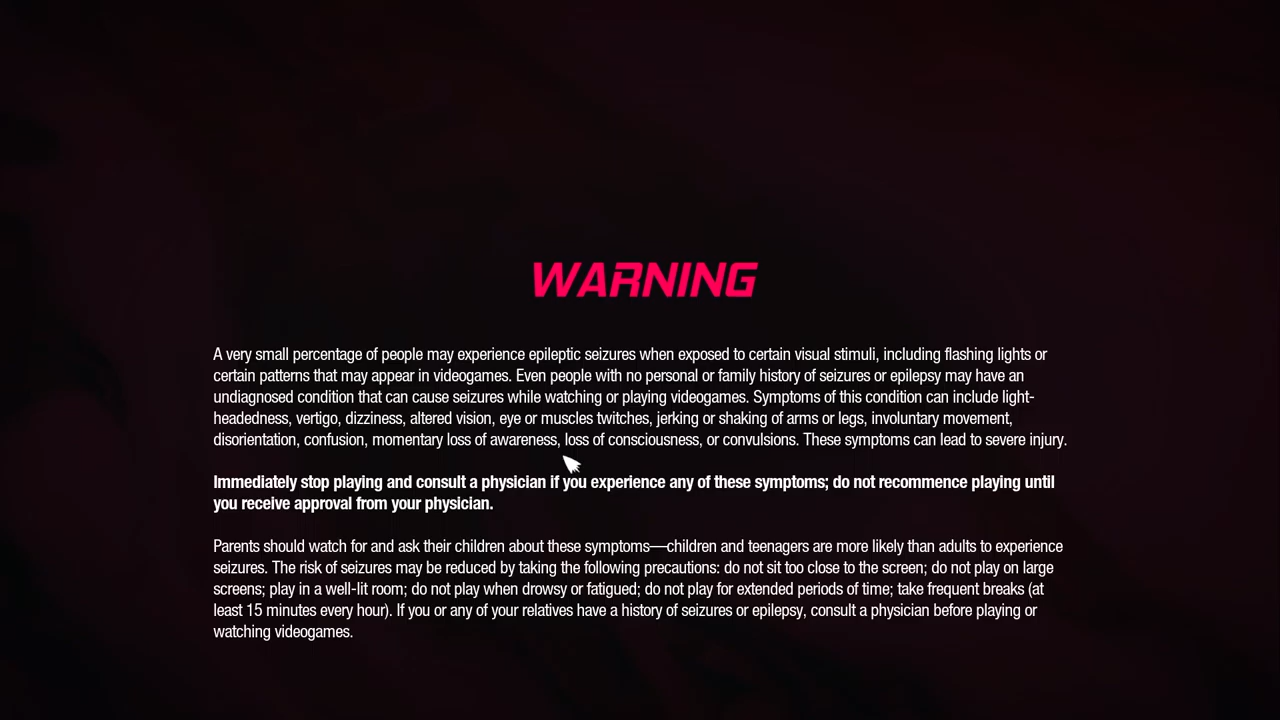 WARNING
A very small percentage of people may experience epileptic seizures when exposed to certain visual stimuli, including flashing lights or
certain patterns that may appear in videogames. Even people with no personal or family history of seizures or epilepsy may have an
undiagnosed condition that can cause seizures while watching or playing videogames. Symptoms of this condition can include light-
headedness, vertigo, dizziness, altered vision, eye or muscles twitches, jerking or shaking of arms or legs, involuntary movement,
disorientation, confusion, momentary loss of awareness, loss of consciousness, or convulsions. These symptoms can lead to severe injury.
Immediately stop playing and consult a physician if you experience any of these symptoms; do not recommence playing until
you receive approval from your physician.
Parents should watch for and ask their children about these symptoms—children and teenagers are more likely than adults to experience
seizures. The risk of seizures may be reduced by taking the following precautions: do not sit too close to the screen; do not play on large
screens; play in a well-lit room; do not play when drowsy or fatigued; do not play for extended periods of time; take frequent breaks (at
least 15 minutes every hour). If you or any of your relatives have a history of seizures or epilepsy, consult a physician before playing or
watching videogames.